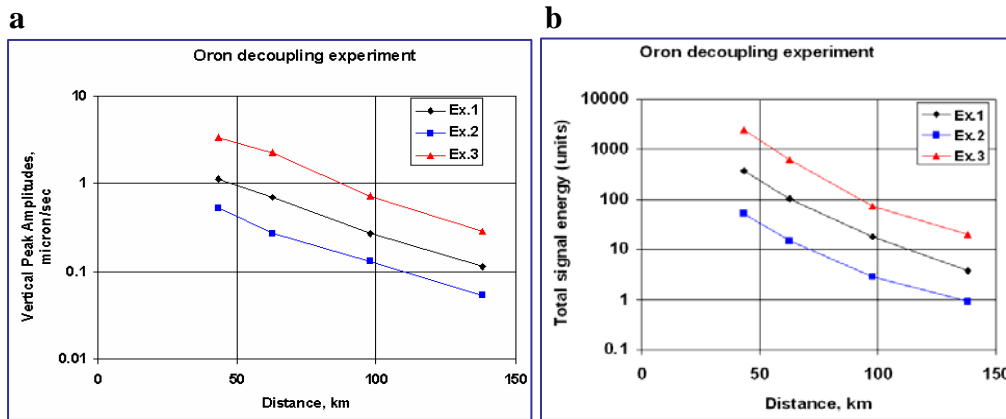 a
Oron decoupling experiment
Vertical Peak Amplitudes,
micron/sec
10
1
0.1
0.01
0
50
100
150
Distance, km
Ex.1
Ex.2
Ex.3
b
Oron decoupling experiment
Total signal energy (units)
10000
1000
100
10
1
0.1
0
50
100
150
Distance, km
Ex.1
Ex.2
Ex.3